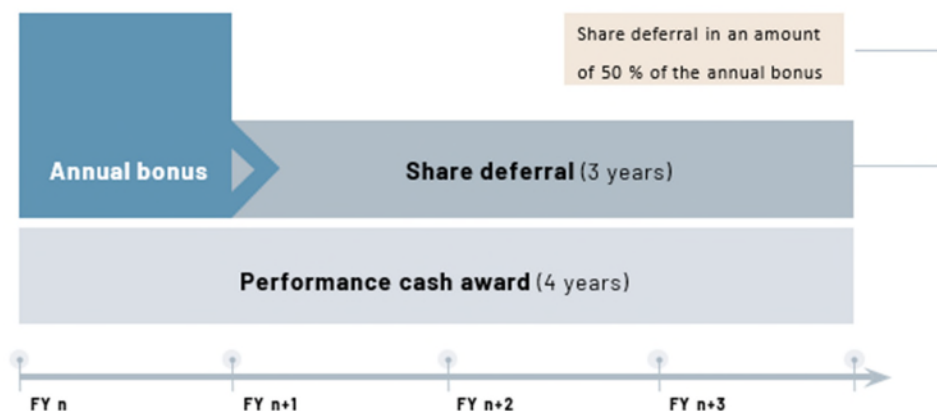 Share deferral in an amount
of 50 % of the annual bonus
Annual bonus
Share deferral (3 years)
Performance cash award (4 years)
FY n
FY n+1
FY n+2
FY n+3